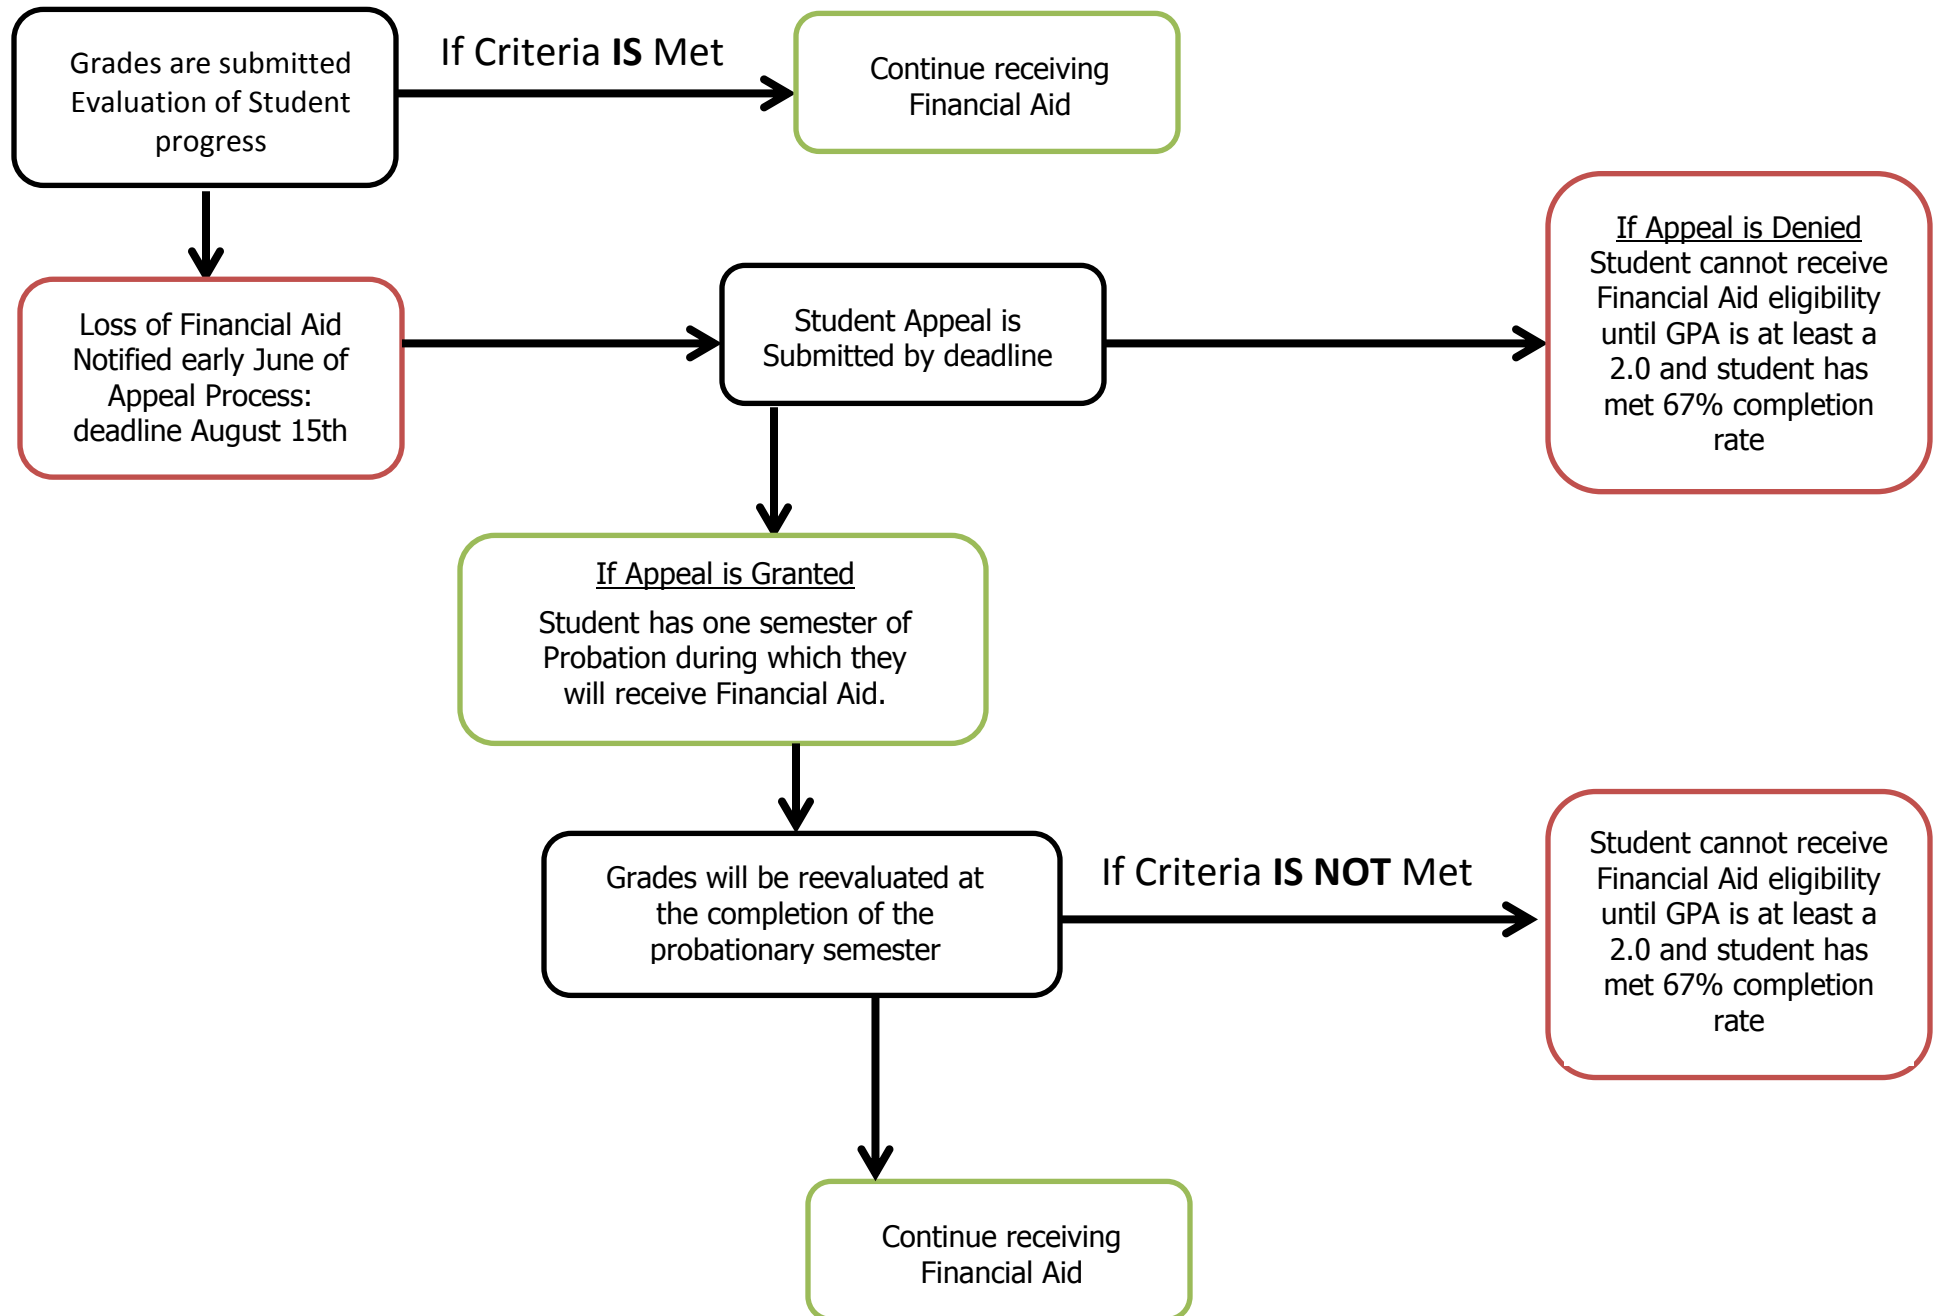 Grades are submitted
Evaluation of Student
progress
If Criteria IS Met
Continue receiving
Financial Aid
Loss of Financial Aid
Notified early June of
Appeal Process:
deadline August 15th
Student Appeal is
Submitted by deadline
If Appeal is Denied
Student cannot receive
Financial Aid eligibility
until GPA is at least a
2.0 and student has
met 67% completion
rate
If Appeal is Granted
Student has one semester of
Probation during which they
will receive Financial Aid.
Grades will be reevaluated at
the completion of the
probationary semester
If Criteria IS NOT Met
Student cannot receive
Financial Aid eligibility
until GPA is at least a
2.0 and student has
met 67% completion
rate
Continue receiving
Financial Aid